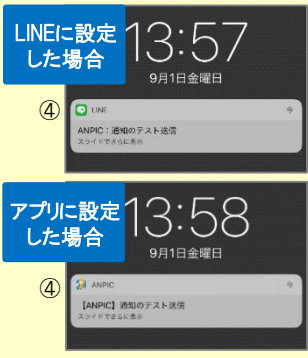 LINEに設定
した場合
13:57
9月1日金曜日
④
LINE
今
ANPIC：通知のテスト送信
スライドでさらに表示
アプリに設定
した場合
13:58
9月1日金曜日
④
ANPIC
今
【ANPIC】通知のテスト送信
スライドでさらに表示